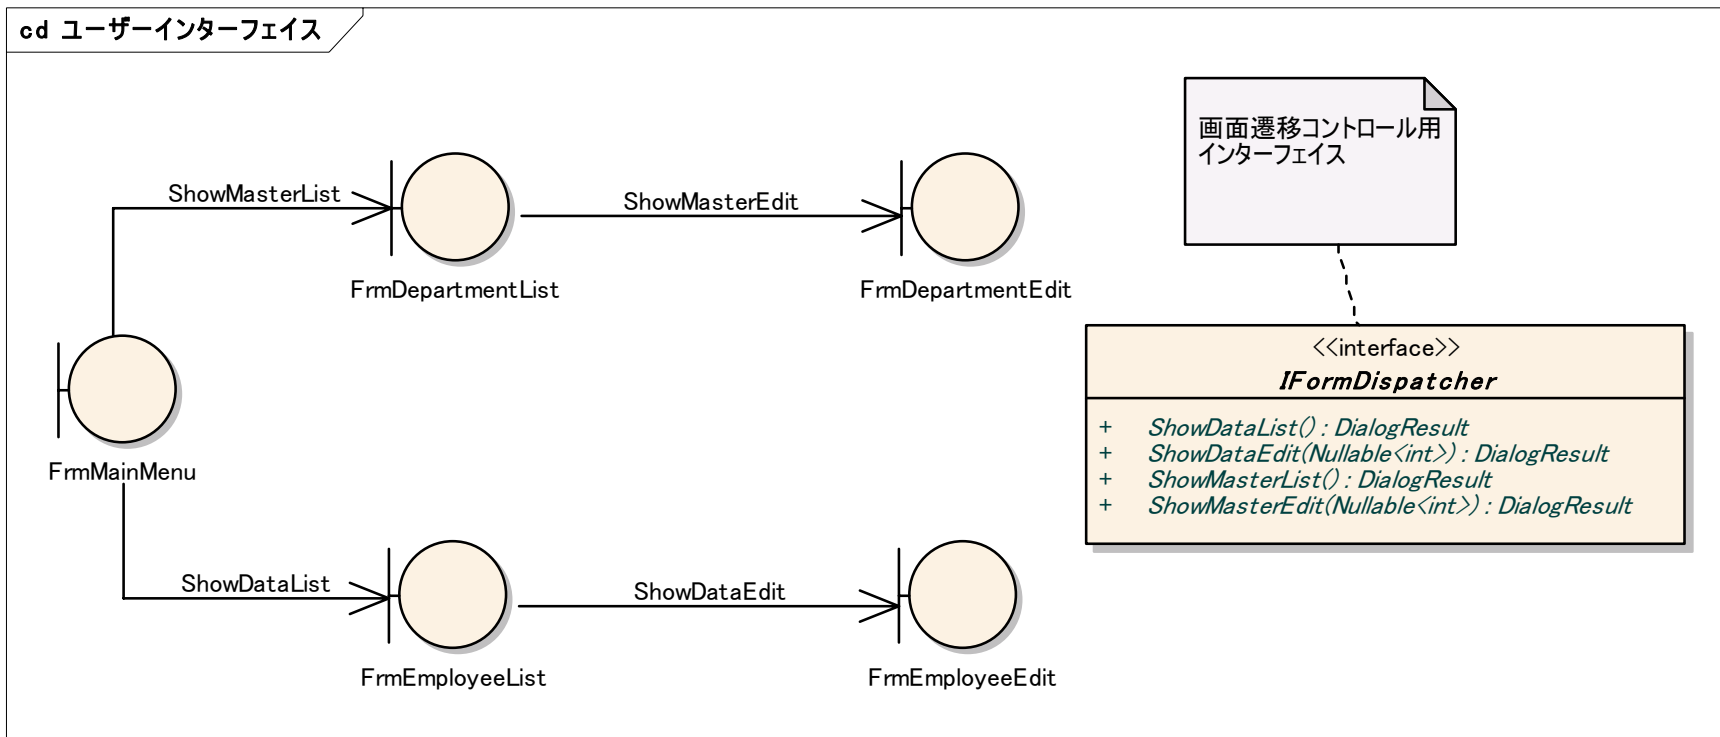 cd ユーザーインターフェイス
画面遷移コントロール用
インターフェイス
ShowMasterList
ShowMasterEdit
FrmDepartmentList
FrmDepartmentEdit
<<interface>>
IFormDispatcher
+ ShowDataList() : DialogResult
+ ShowDataEdit(Nullable<int>) : DialogResult
+ ShowMasterList() : DialogResult
+ ShowMasterEdit(Nullable<int>) : DialogResult
FrmMainMenu
ShowDataList
ShowDataEdit
FrmEmployeeList
FrmEmployeeEdit